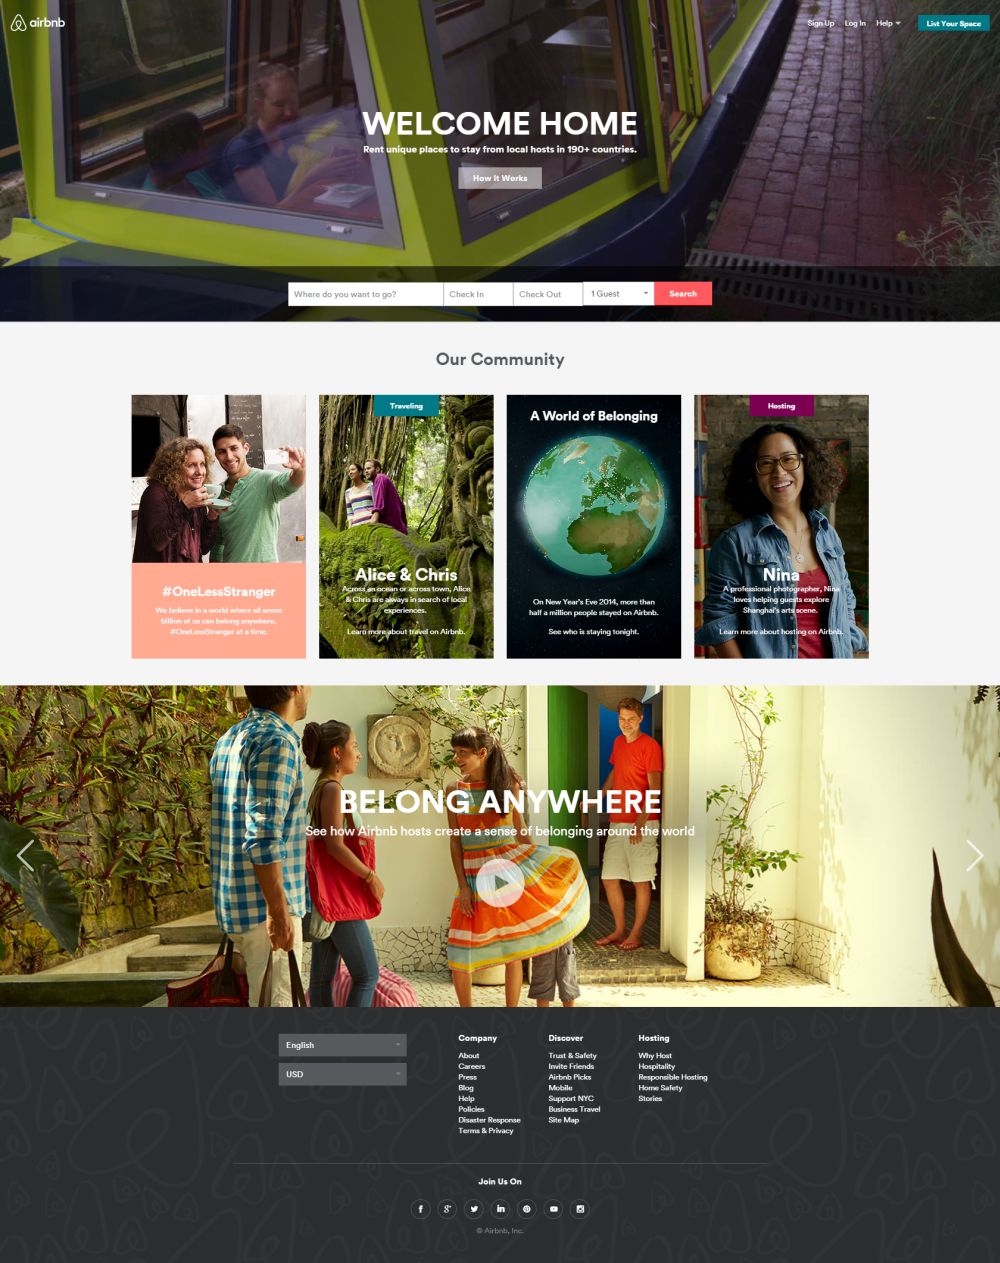 airbnb
Sign Up
Log In
Help
List Your Space
WELCOME HOME
Rent unique places to stay from local hosts in 190+ countries.
How It Works
Where do you want to go?
Check In
Check Out
1 Guest
Search
Our Community
#OneLessStranger
We believe in a world where all seven
billion of us can belong anywhere,
#OneLessStranger at a time.
Traveling
Alice & Chris
Across an ocean or across town, Alice
& Chris are always in search of local
experiences.
Learn more about travel on Airbnb.
A World of Belonging
On New Year's Eve 2014, more than
half a million people stayed on Airbnb.
See who is staying tonight.
Hosting
Nina
A professional photographer, Nina
loves helping guests explore
Shanghai's arts scene.
Learn more about hosting on Airbnb.
BELONG ANYWHERE
See how Airbnb hosts create a sense of belonging around the world
English
USD
Company
About
Careers
Press
Blog
Help
Policies
Disaster Response
Terms & Privacy
Discover
Trust & Safety
Invite Friends
Airbnb Picks
Mobile
Support NYC
Business Travel
Site Map
Hosting
Why Host
Hospitality
Responsible Hosting
Home Safety
Stories
Join Us On
© Airbnb, Inc.